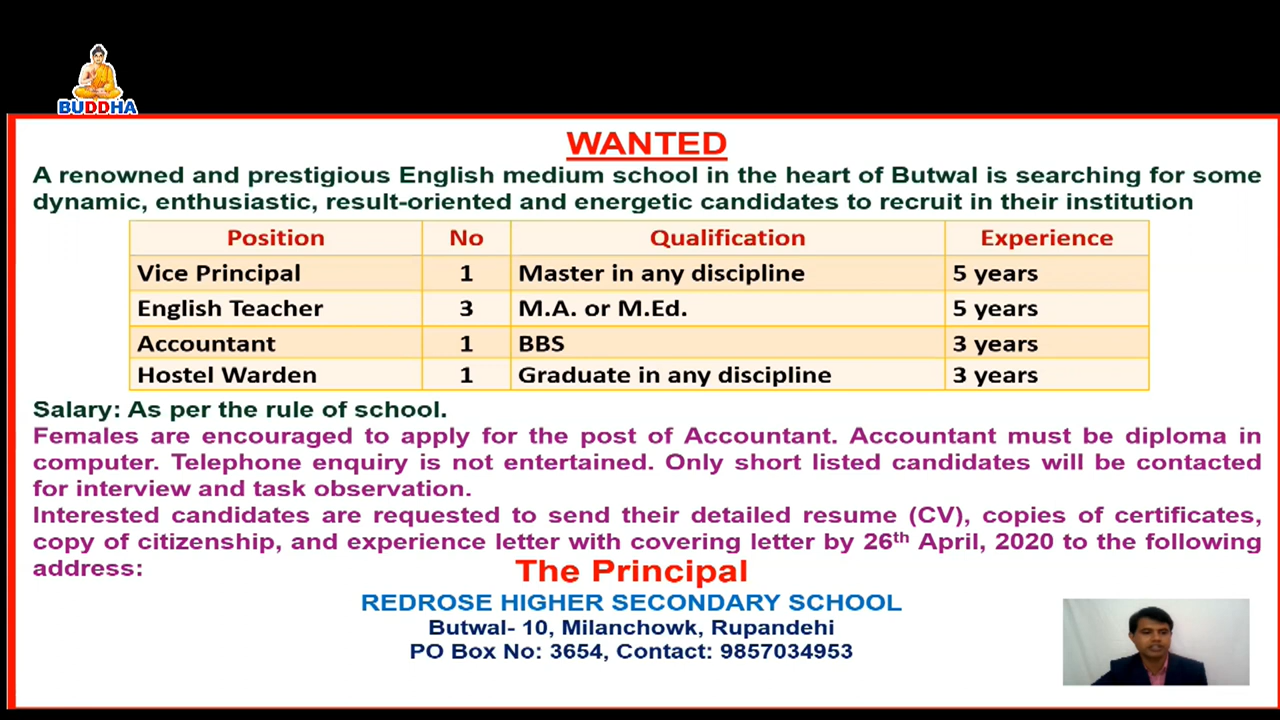 BUDDHA
WANTED
A renowned and prestigious English medium school in the heart of Butwal is searching for some
dynamic, enthusiastic, result-oriented and energetic candidates to recruit in their institution
Position No Qualification Experience
Vice Principal 1 Master in any discipline 5 years
English Teacher 3 M.A. or M.Ed. 5 years
Accountant 1 BBS 3 years
Hostel Warden 1 Graduate in any discipline 3 years
Salary: As per the rule of school.
Females are encouraged to apply for the post of Accountant. Accountant must be diploma in
computer. Telephone enquiry is not entertained. Only short listed candidates will be contacted
for interview and task observation.
Interested candidates are requested to send their detailed resume (CV), copies of certificates,
copy of citizenship, and experience letter with covering letter by 26th April, 2020 to the following
address:
The Principal
REDROSE HIGHER SECONDARY SCHOOL
Butwal- 10, Milanchowk, Rupandehi
PO Box No: 3654, Contact: 9857034953